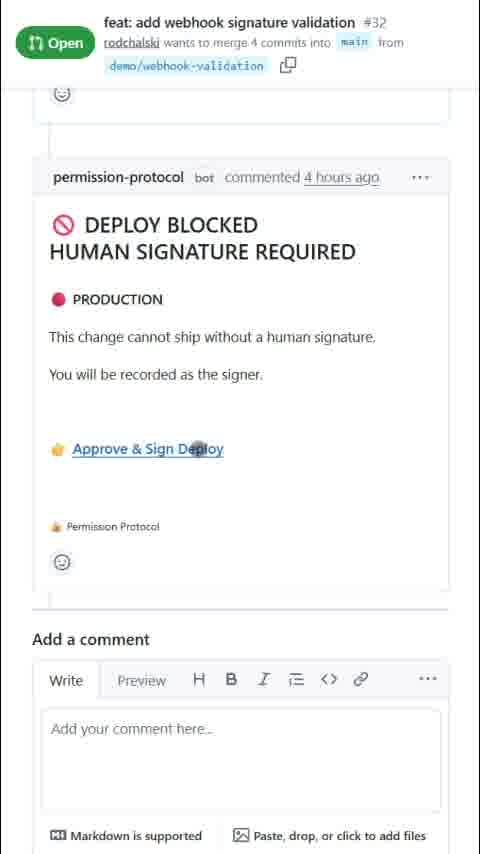 feat: add webhook signature validation #32
Open
rodchalski wants to merge 4 commits into main from
demo/webhook-validation
permission-protocol bot commented 4 hours ago
DEPLOY BLOCKED
HUMAN SIGNATURE REQUIRED
PRODUCTION
This change cannot ship without a human signature.
You will be recorded as the signer.
Approve & Sign Deploy
Permission Protocol
Add a comment
Write Preview H B I
Add your comment here...
Markdown is supported Paste, drop, or click to add files